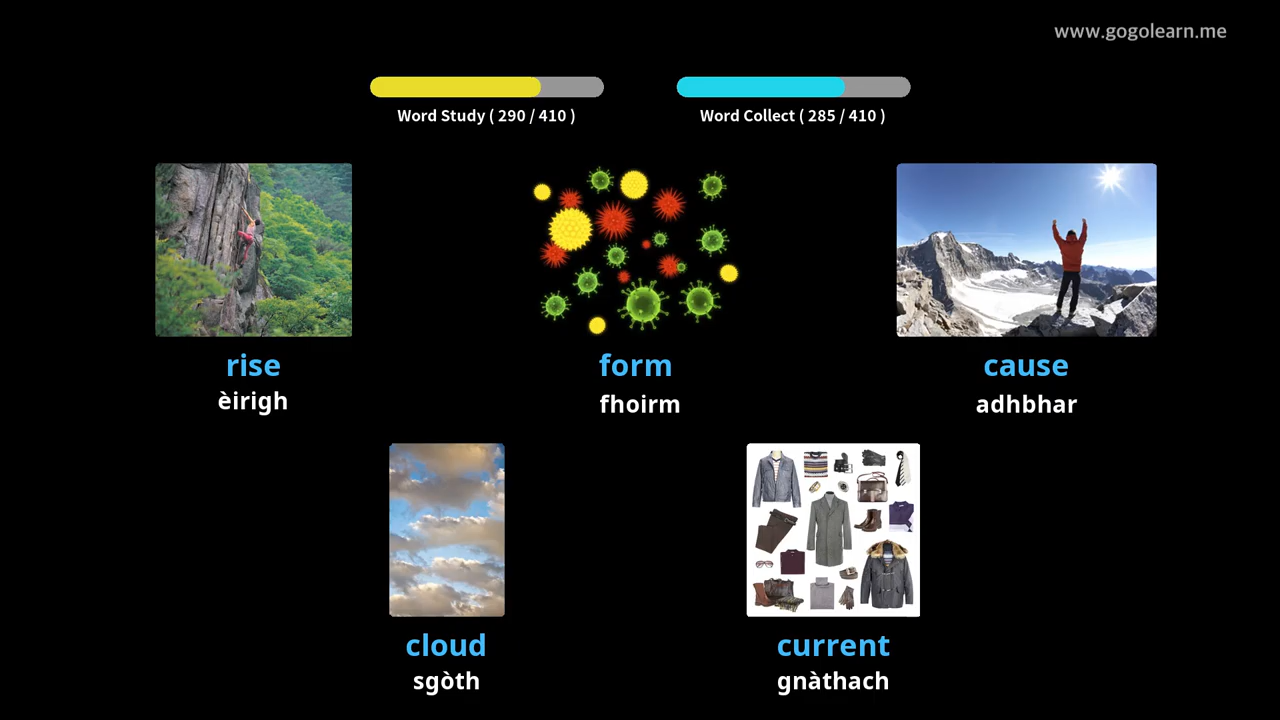 www.gogolearn.me
Word Study ( 290 / 410 )
Word Collect ( 285 / 410 )
rise
èirigh
form
fhoirm
cause
adhbhar
cloud
sgòth
current
gnàthach